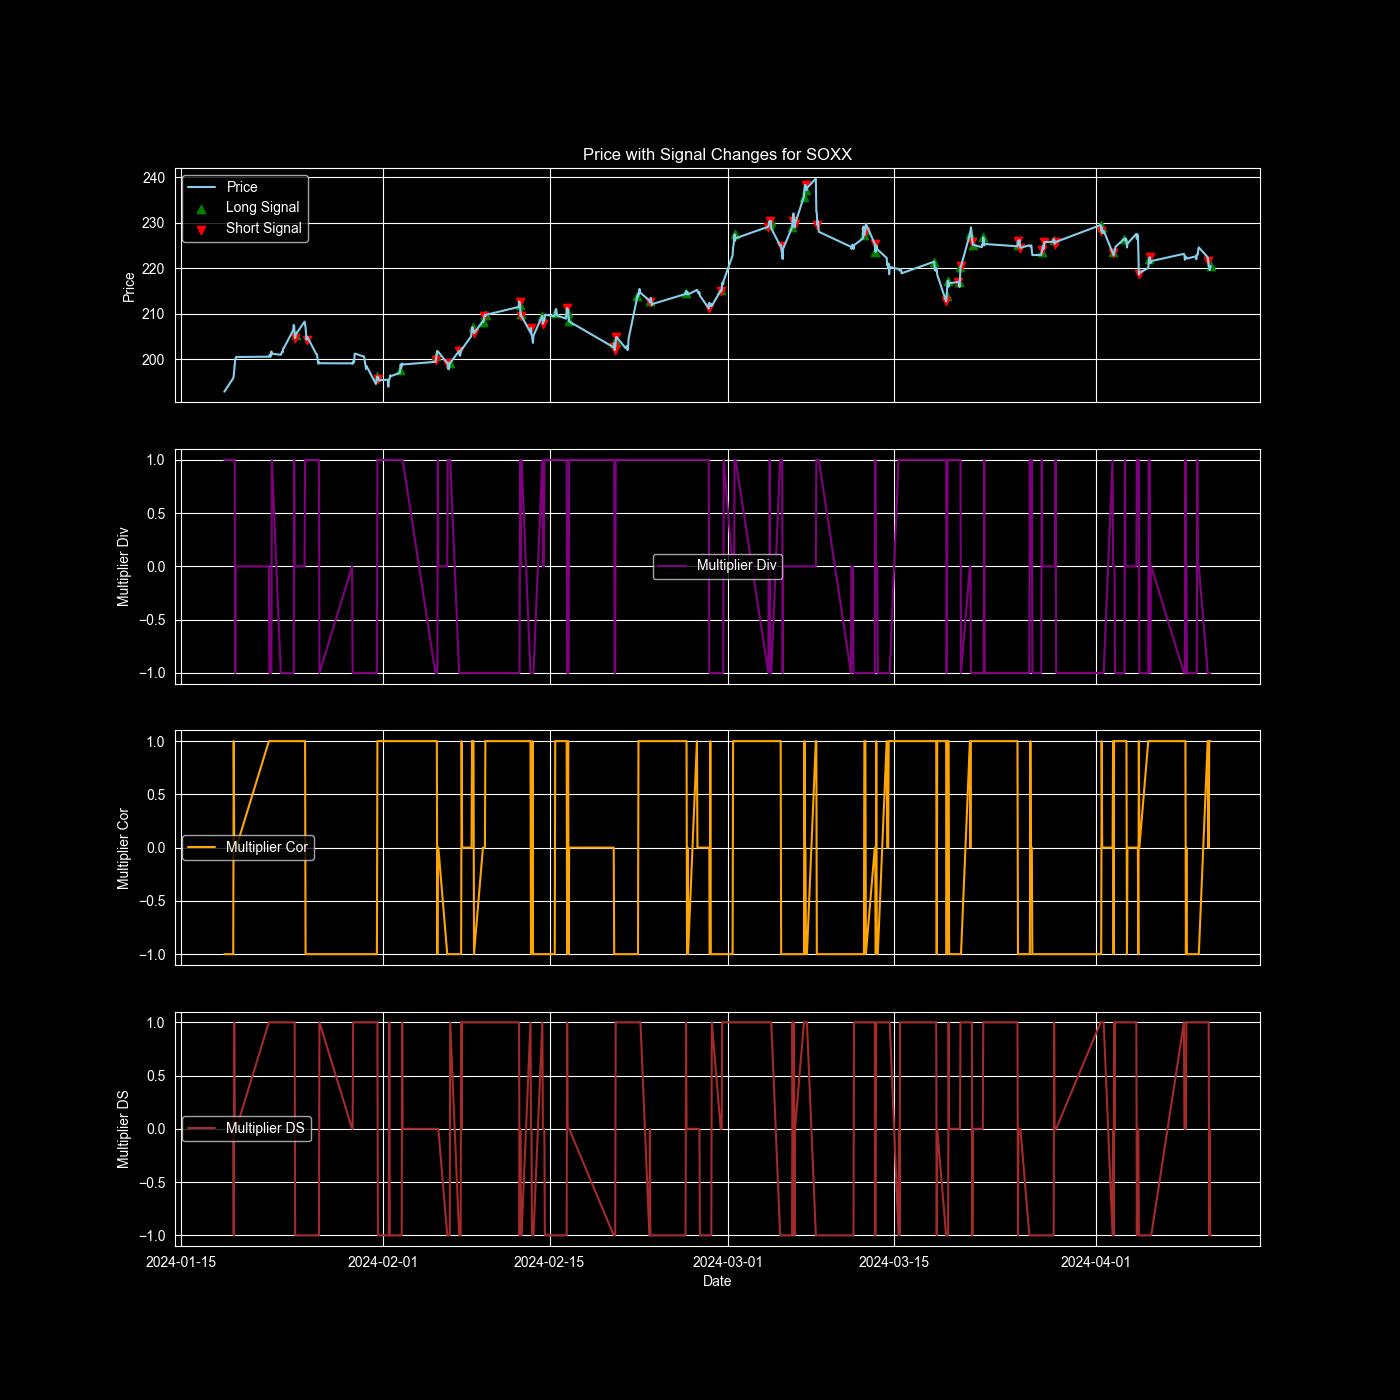 Price with Signal Changes for SOXX
240
230
220
210
200
Price
Price
Long Signal
Short Signal
1.0
0.5
0.0
−0.5
−1.0
Multiplier Div
Multiplier Div
1.0
0.5
0.0
−0.5
−1.0
Multiplier Cor
Multiplier Cor
1.0
0.5
0.0
−0.5
−1.0
Multiplier DS
Multiplier DS
2024-01-15 2024-02-01 2024-02-15 2024-03-01 2024-03-15 2024-04-01
Date